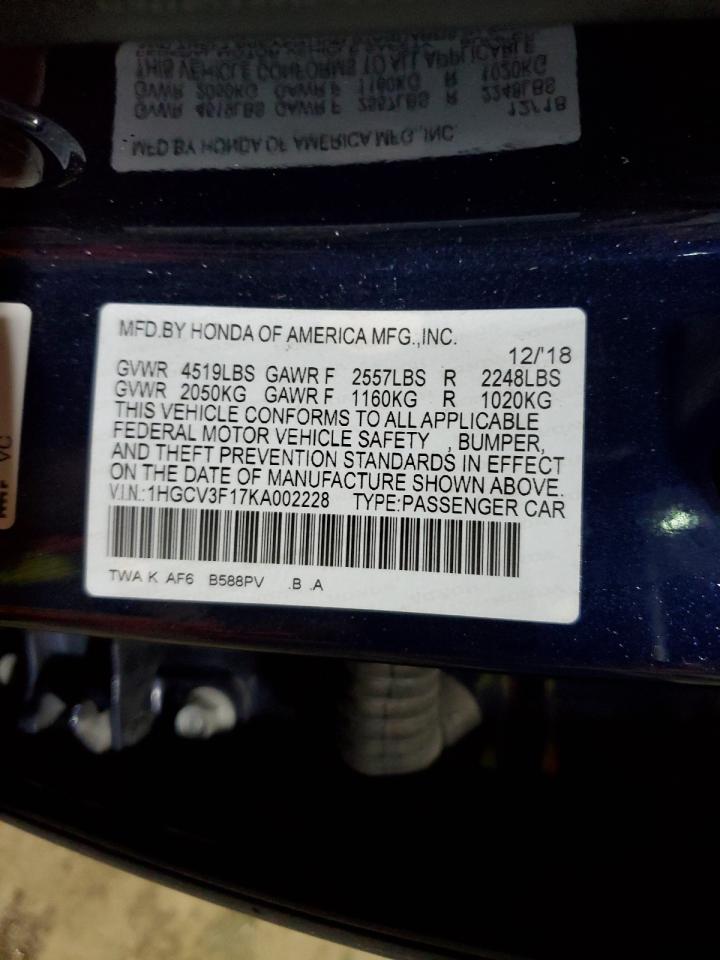 MFD.BY HONDA OF AMERICA MFG.,INC.
12/'18
GVWR 4519LBS GAWR F 2557LBS R 2248LBS
GVWR 2050KG GAWR F 1160KG R 1020KG
THIS VEHICLE CONFORMS TO ALL APPLICABLE
FEDERAL MOTOR VEHICLE SAFETY , BUMPER,
AND THEFT PREVENTION STANDARDS IN EFFECT
ON THE DATE OF MANUFACTURE SHOWN ABOVE.
V.I.N.:1HGCV3F17KA002228 TYPE:PASSENGER CAR
TWA K AF6 B588PV .B .A